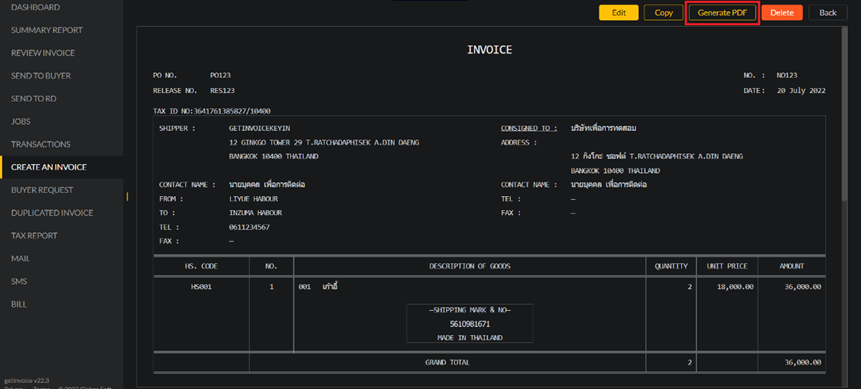 DASHBOARD
SUMMARY REPORT
REVIEW INVOICE
SEND TO BUYER
SEND TO RD
JOBS
TRANSACTIONS
CREATE AN INVOICE
BUYER REQUEST
DUPLICATED INVOICE
TAX REPORT
MAIL
SMS
BILL
getInvoice v22.3
Edit Copy Generate PDF Delete Back
INVOICE
PO NO. PO123 NO. : NO123
RELEASE NO. RES123 DATE: 20 July 2022
TAX ID NO:3641761385827/10400
SHIPPER : GETINVOICEKEYIN CONSIGNED TO : บริษัทเพื่อการทดสอบ
12 GINKGO TOWER 29 T.RATCHADAPHISEK A.DIN DAENG ADDRESS :
BANGKOK 10400 THAILAND 12 กิงโกะ ซอฟต์ T.RATCHADAPHISEK A.DIN DAENG
BANGKOK 10400 THAILAND
CONTACT NAME : นายบุคคล เพื่อการติดต่อ CONTACT NAME : นายบุคคล เพื่อการติดต่อ
FROM : LIYUE HABOUR TEL : —
TO : INZUMA HABOUR FAX : —
TEL : 0611234567
FAX : —
HS. CODE NO. DESCRIPTION OF GOODS QUANTITY UNIT PRICE AMOUNT
HS001 1 001 เก้าอี้ 2 18,000.00 36,000.00
—SHIPPING MARK & NO—
5610981671
MADE IN THAILAND
GRAND TOTAL 2 36,000.00